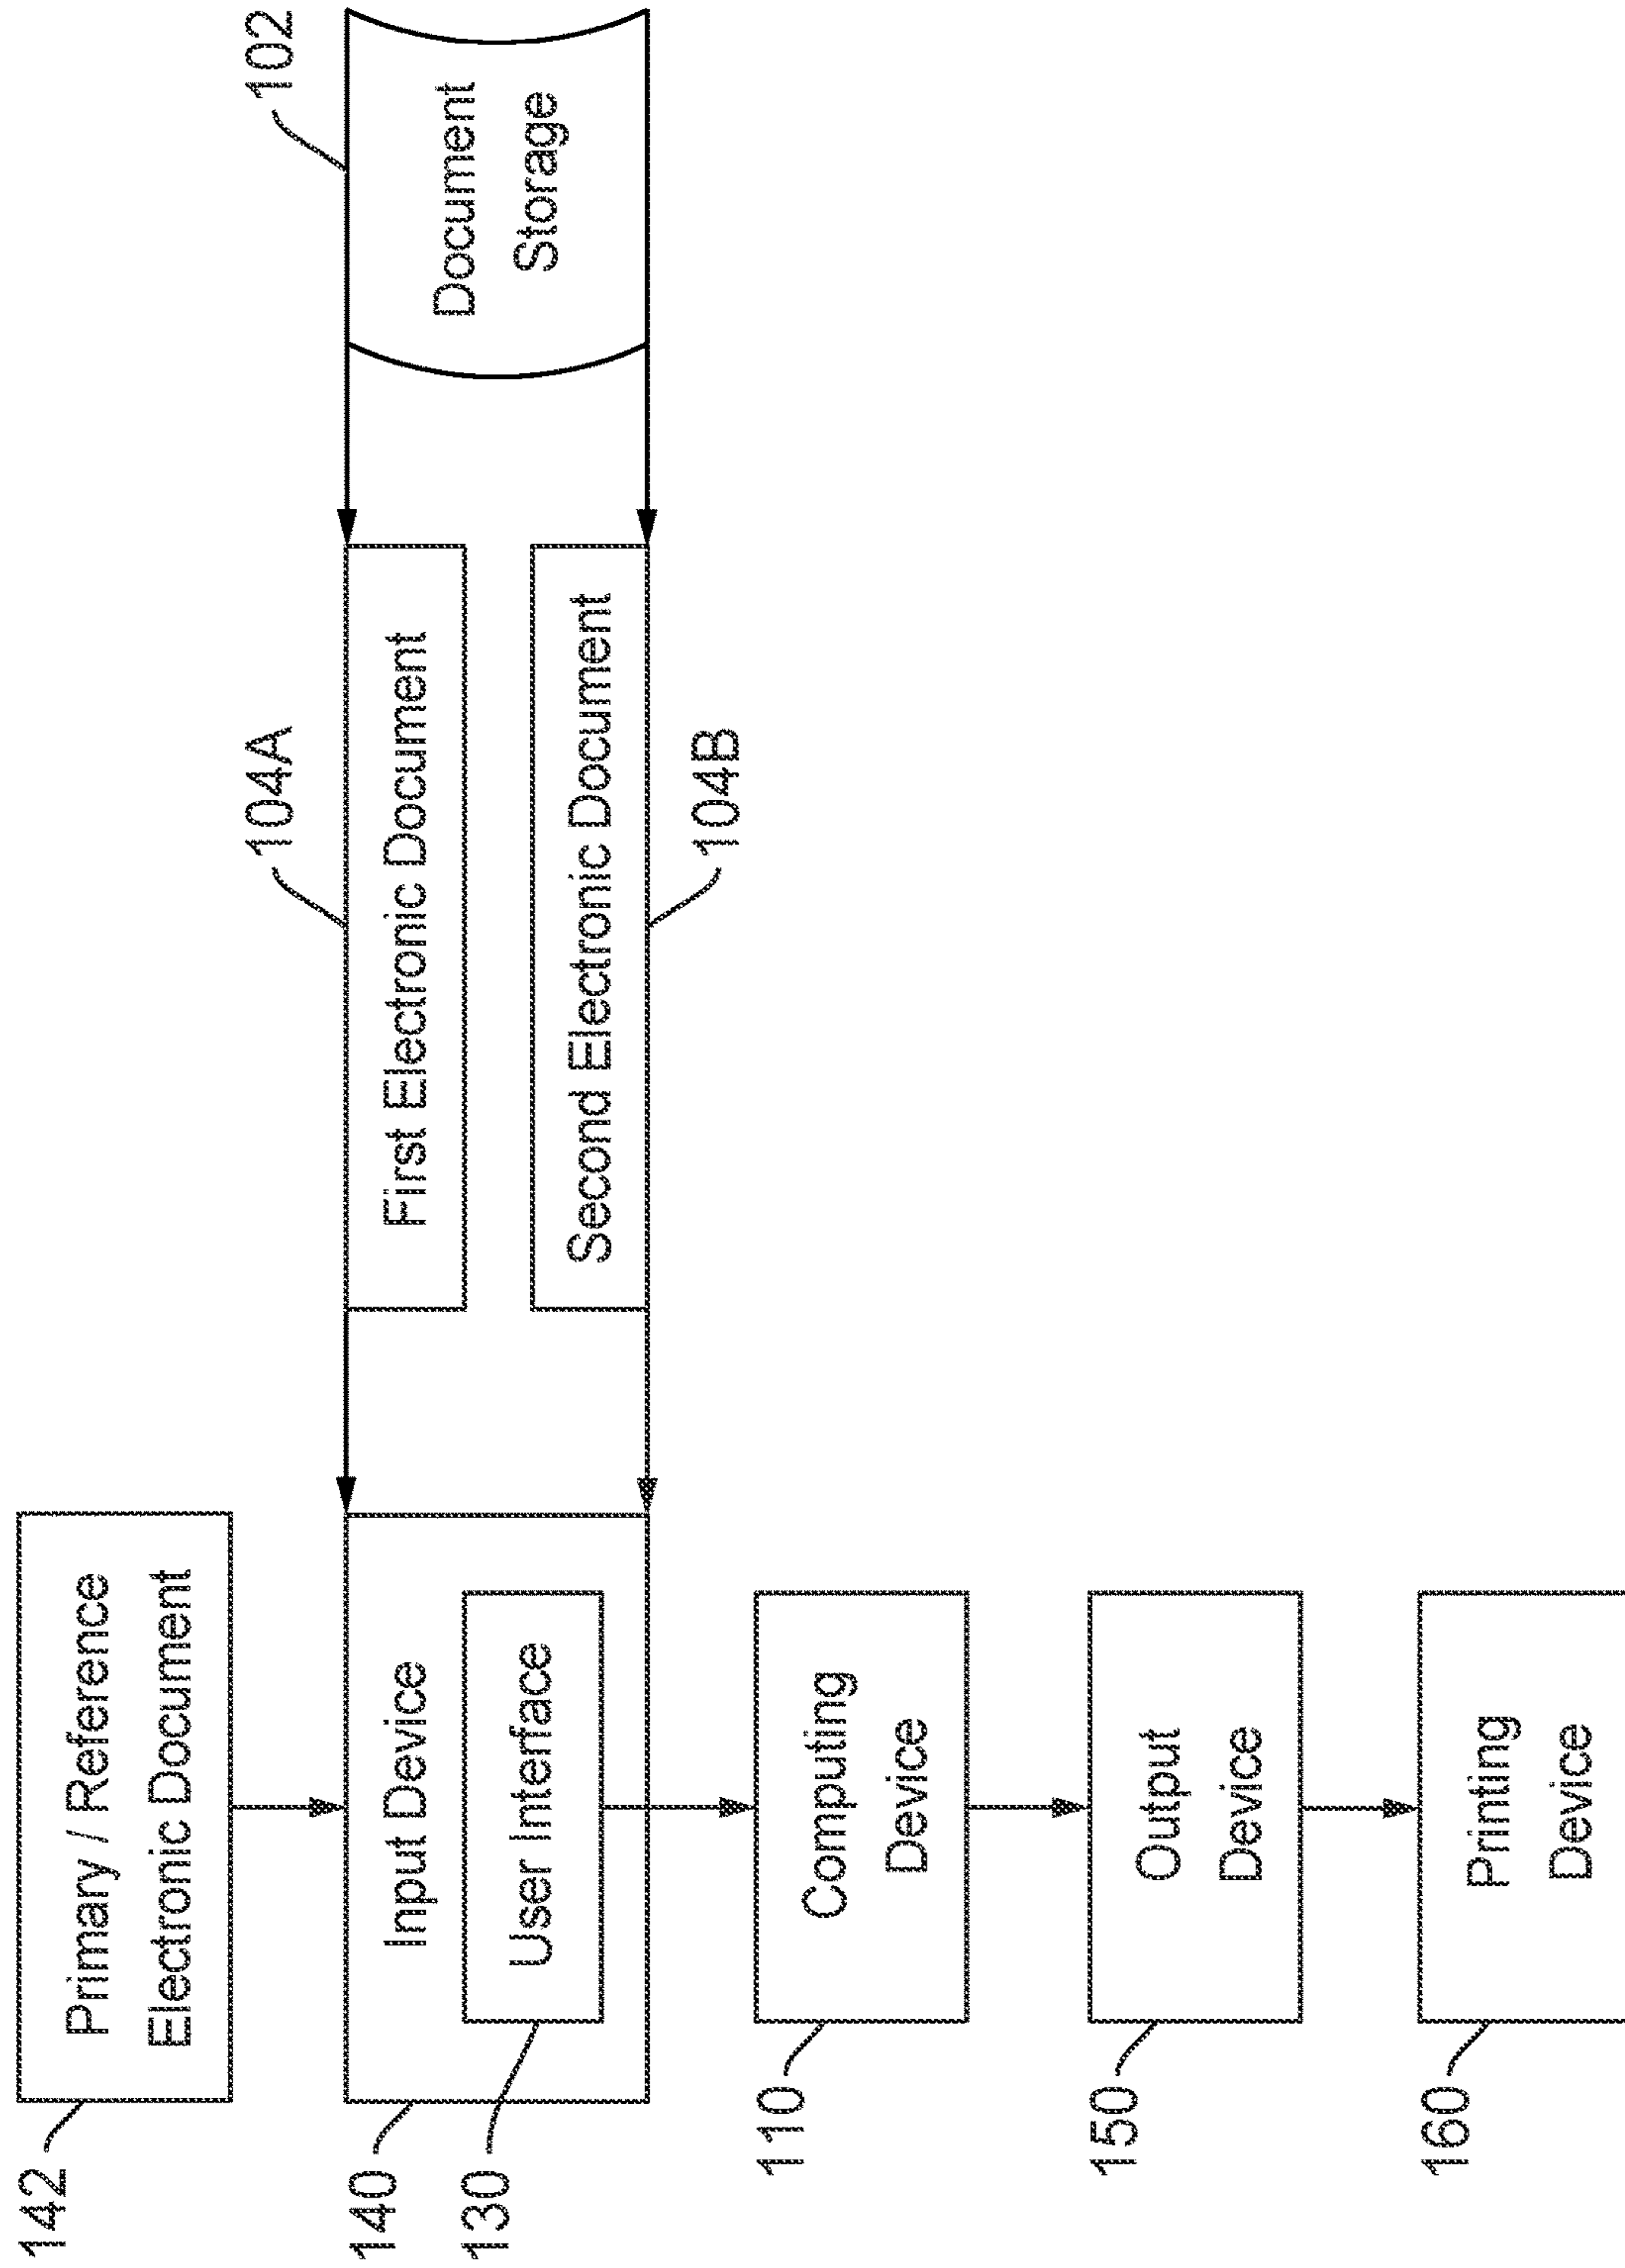 142
Primary / Reference
Electronic Document
140
Input Device
130
User Interface
104A
First Electronic Document
Second Electronic Document
104B
102
Document
Storage
110
Computing
Device
150
Output
Device
160
Printing
Device